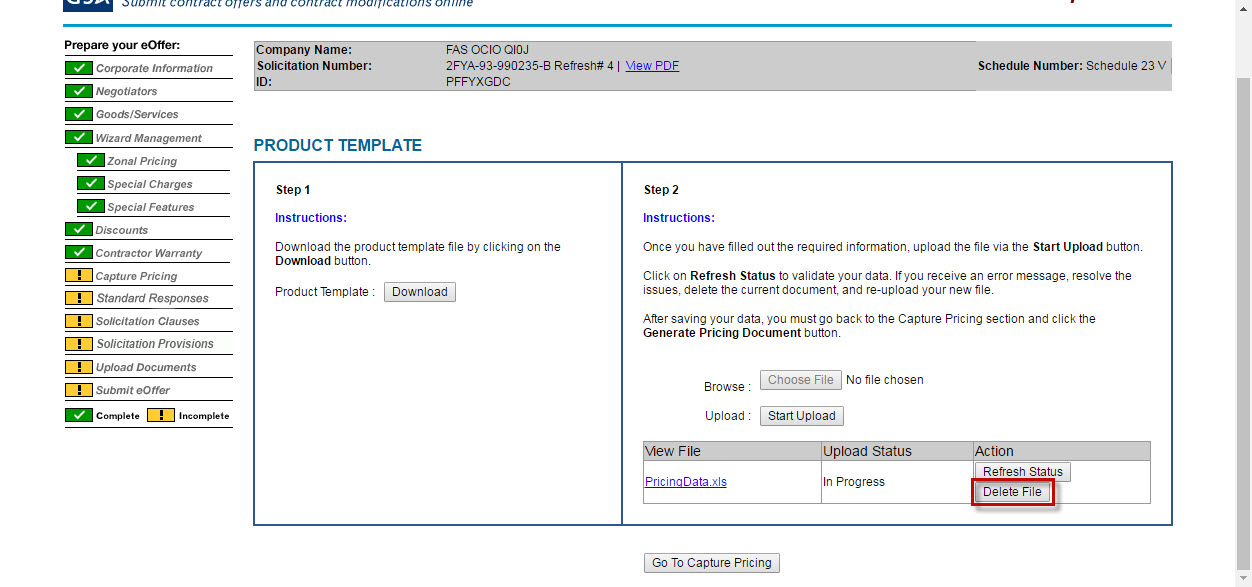 Submit contract offers and contract modifications online
Prepare your eOffer:
Corporate Information
Negotiators
Goods/Services
Wizard Management
Zonal Pricing
Special Charges
Special Features
Discounts
Contractor Warranty
Capture Pricing
Standard Responses
Solicitation Clauses
Solicitation Provisions
Upload Documents
Submit eOffer
Complete Incomplete
Company Name: FAS OCIO QI0J
Solicitation Number: 2FYA-93-990235-B Refresh# 4 | View PDF Schedule Number: Schedule 23 V
ID: PFFYXGDC
PRODUCT TEMPLATE
Step 1
Instructions:
Download the product template file by clicking on the
Download button.
Product Template : Download
Step 2
Instructions:
Once you have filled out the required information, upload the file via the Start Upload button.
Click on Refresh Status to validate your data. If you receive an error message, resolve the
issues, delete the current document, and re-upload your new file.
After saving your data, you must go back to the Capture Pricing section and click the
Generate Pricing Document button.
Browse : Choose File No file chosen
Upload : Start Upload
View File Upload Status Action
PricingData.xls In Progress Refresh Status
Delete File
Go To Capture Pricing